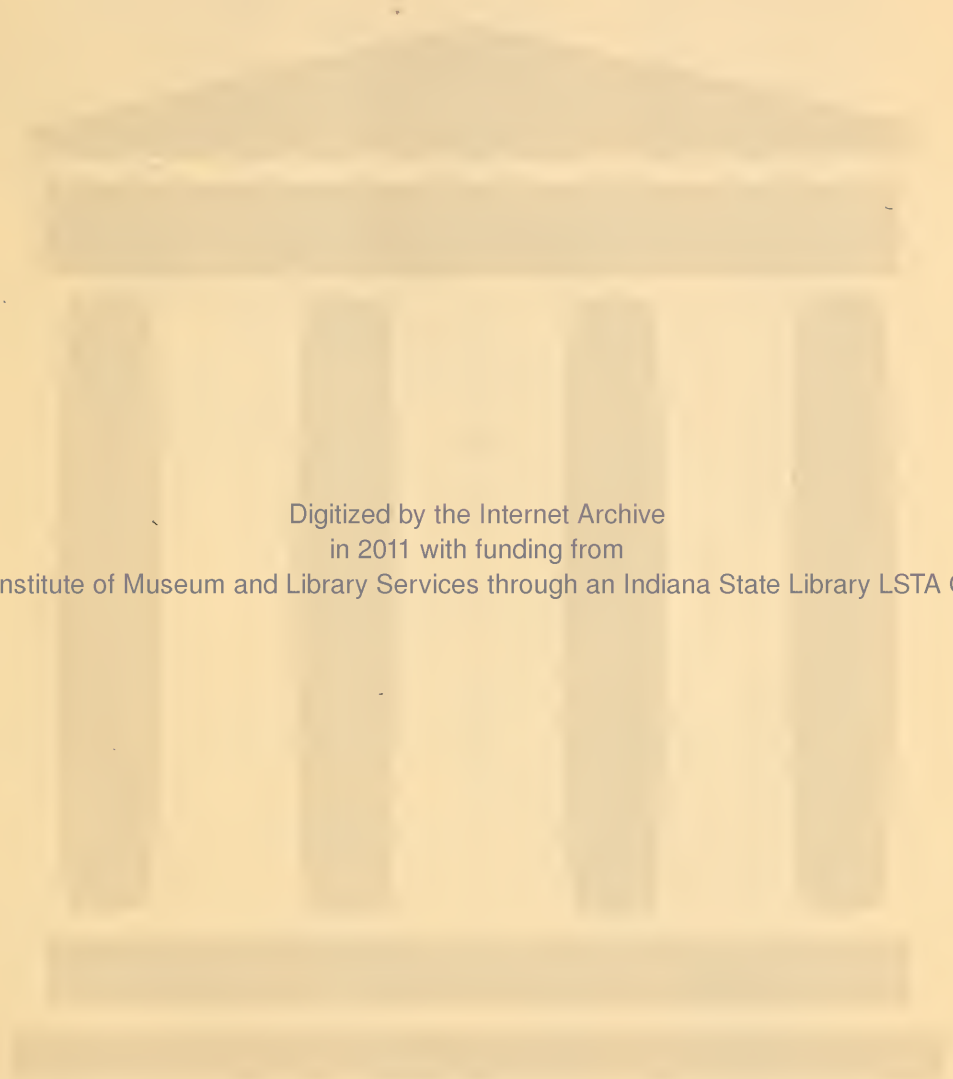 Digitized by the Internet Archive
in 2011 with funding from
nstitute of Museum and Library Services through an Indiana State Library LSTA